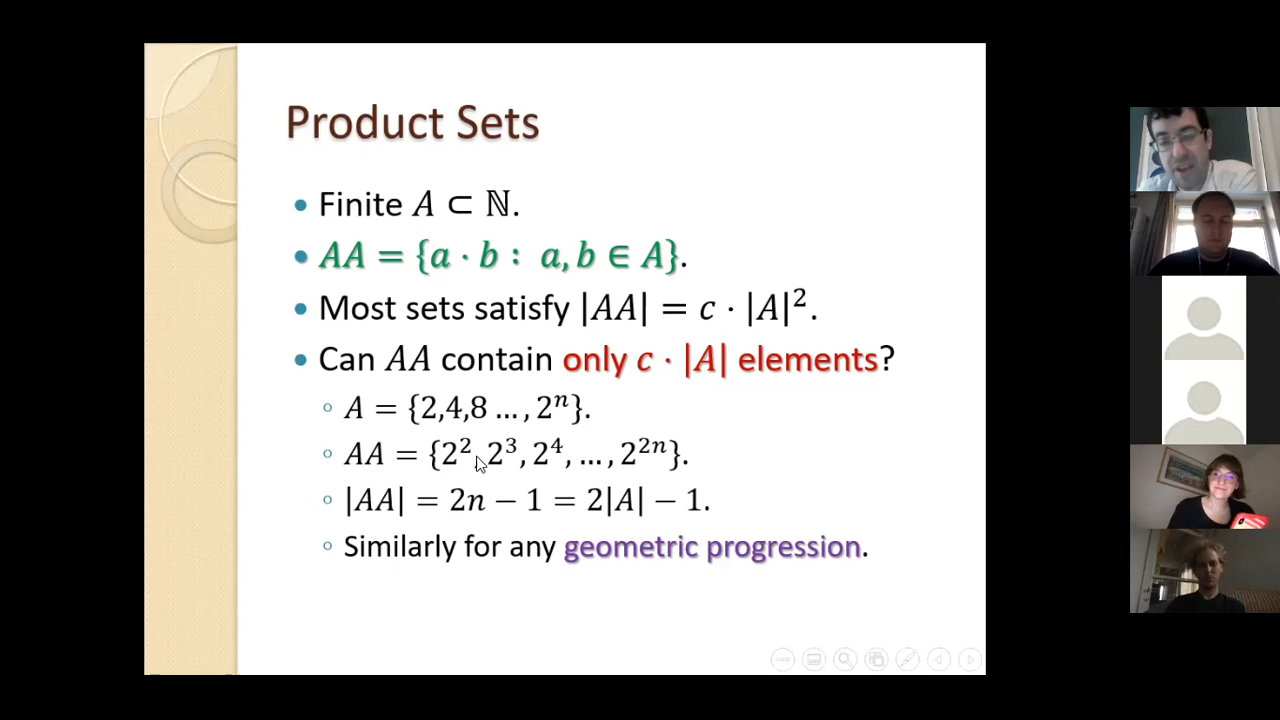 Product Sets
• Finite 𝐴 ⊂ ℕ.
• 𝐴𝐴 = {𝑎 · 𝑏 : 𝑎, 𝑏 ∈ 𝐴}.
• Most sets satisfy |𝐴𝐴| = 𝑐 · |𝐴|².
• Can 𝐴𝐴 contain only 𝑐 · |𝐴| elements?
◦ 𝐴 = {2,4,8 …, 2ⁿ}.
◦ 𝐴𝐴 = {2², 2³, 2⁴, …, 2²ⁿ}.
◦ |𝐴𝐴| = 2𝑛 − 1 = 2|𝐴| − 1.
◦ Similarly for any geometric progression.